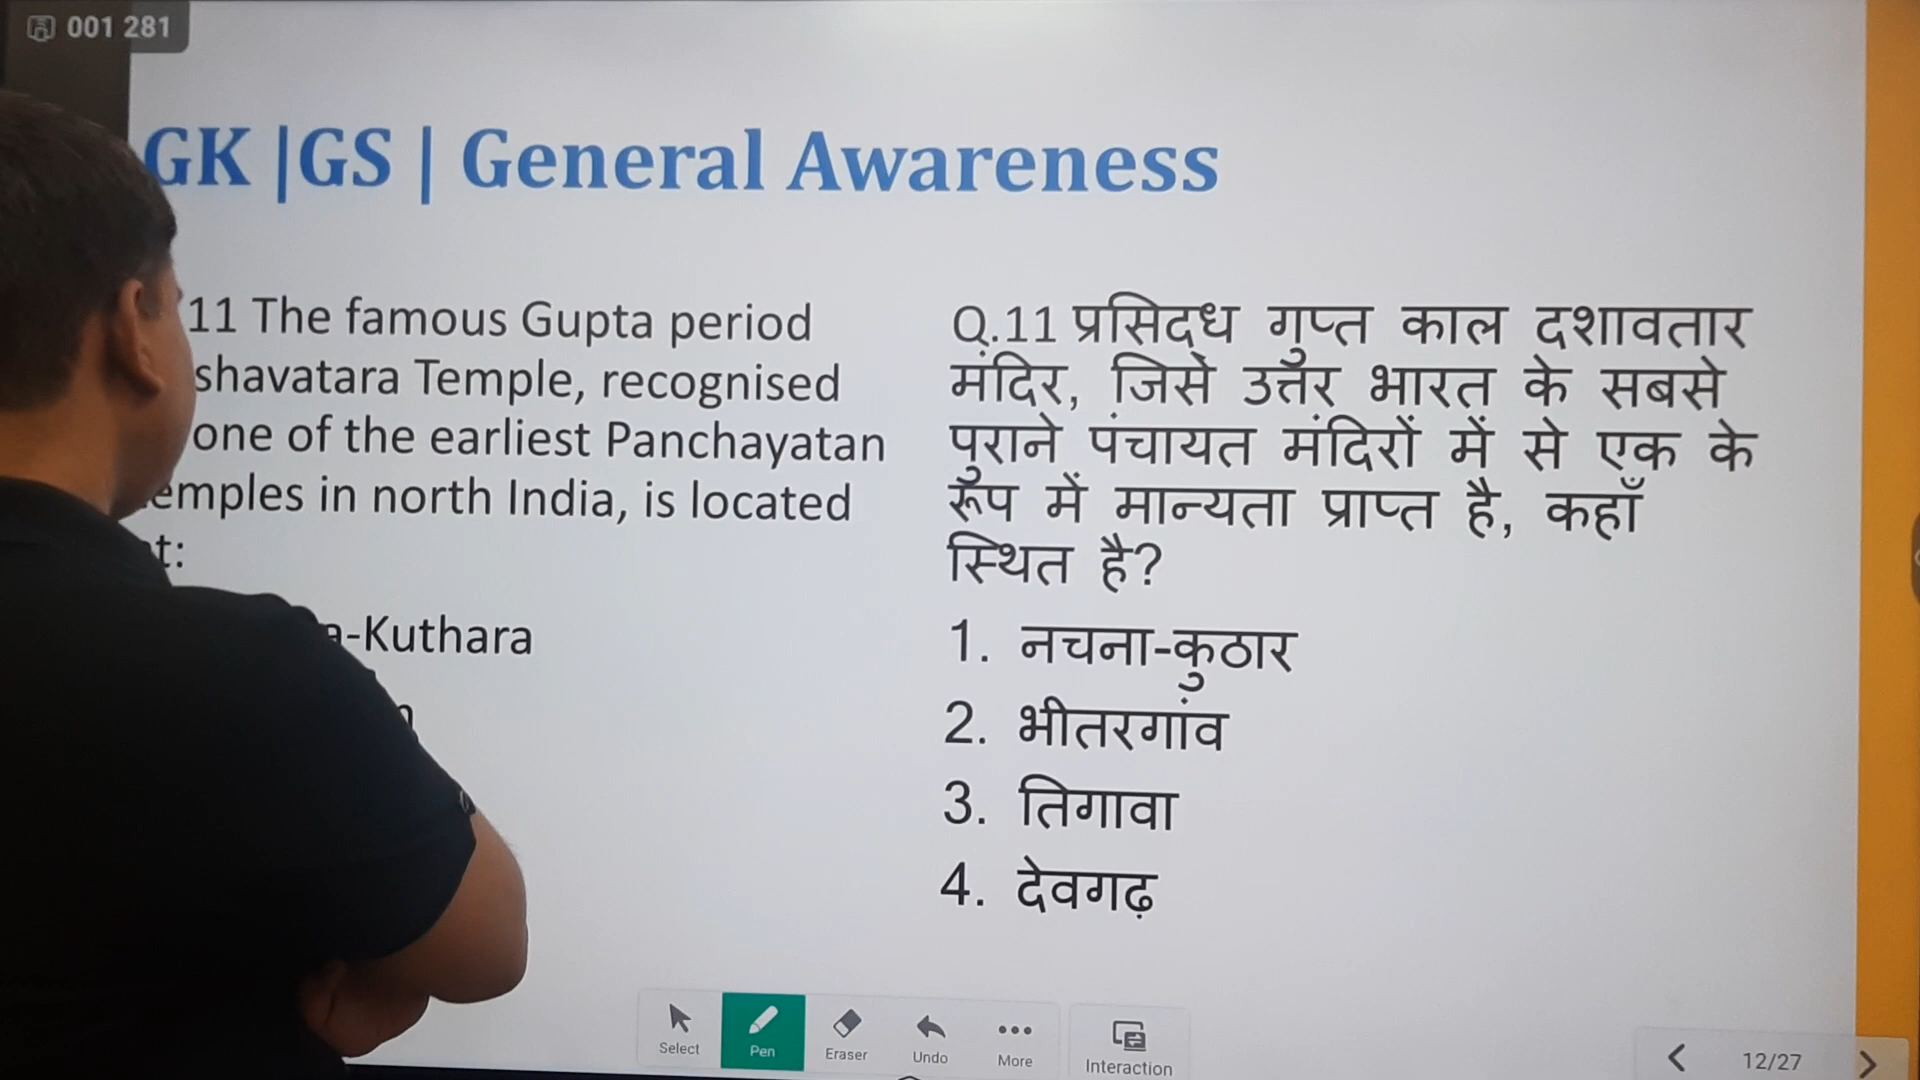 001 281
GK |GS | General Awareness
11 The famous Gupta period
shavatara Temple, recognised
one of the earliest Panchayatan
emples in north India, is located
t:
-Kuthara
Q.11 प्रसिद्ध गुप्त काल दशावतार
मंदिर, जिसे उत्तर भारत के सबसे
पुराने पंचायत मंदिरों में से एक के
रूप में मान्यता प्राप्त है, कहाँ
स्थित है?
1. नचना-कुठार
2. भीतरगांव
3. तिगावा
4. देवगढ़
Select
Pen
Eraser
Undo
More
Interaction
12/27